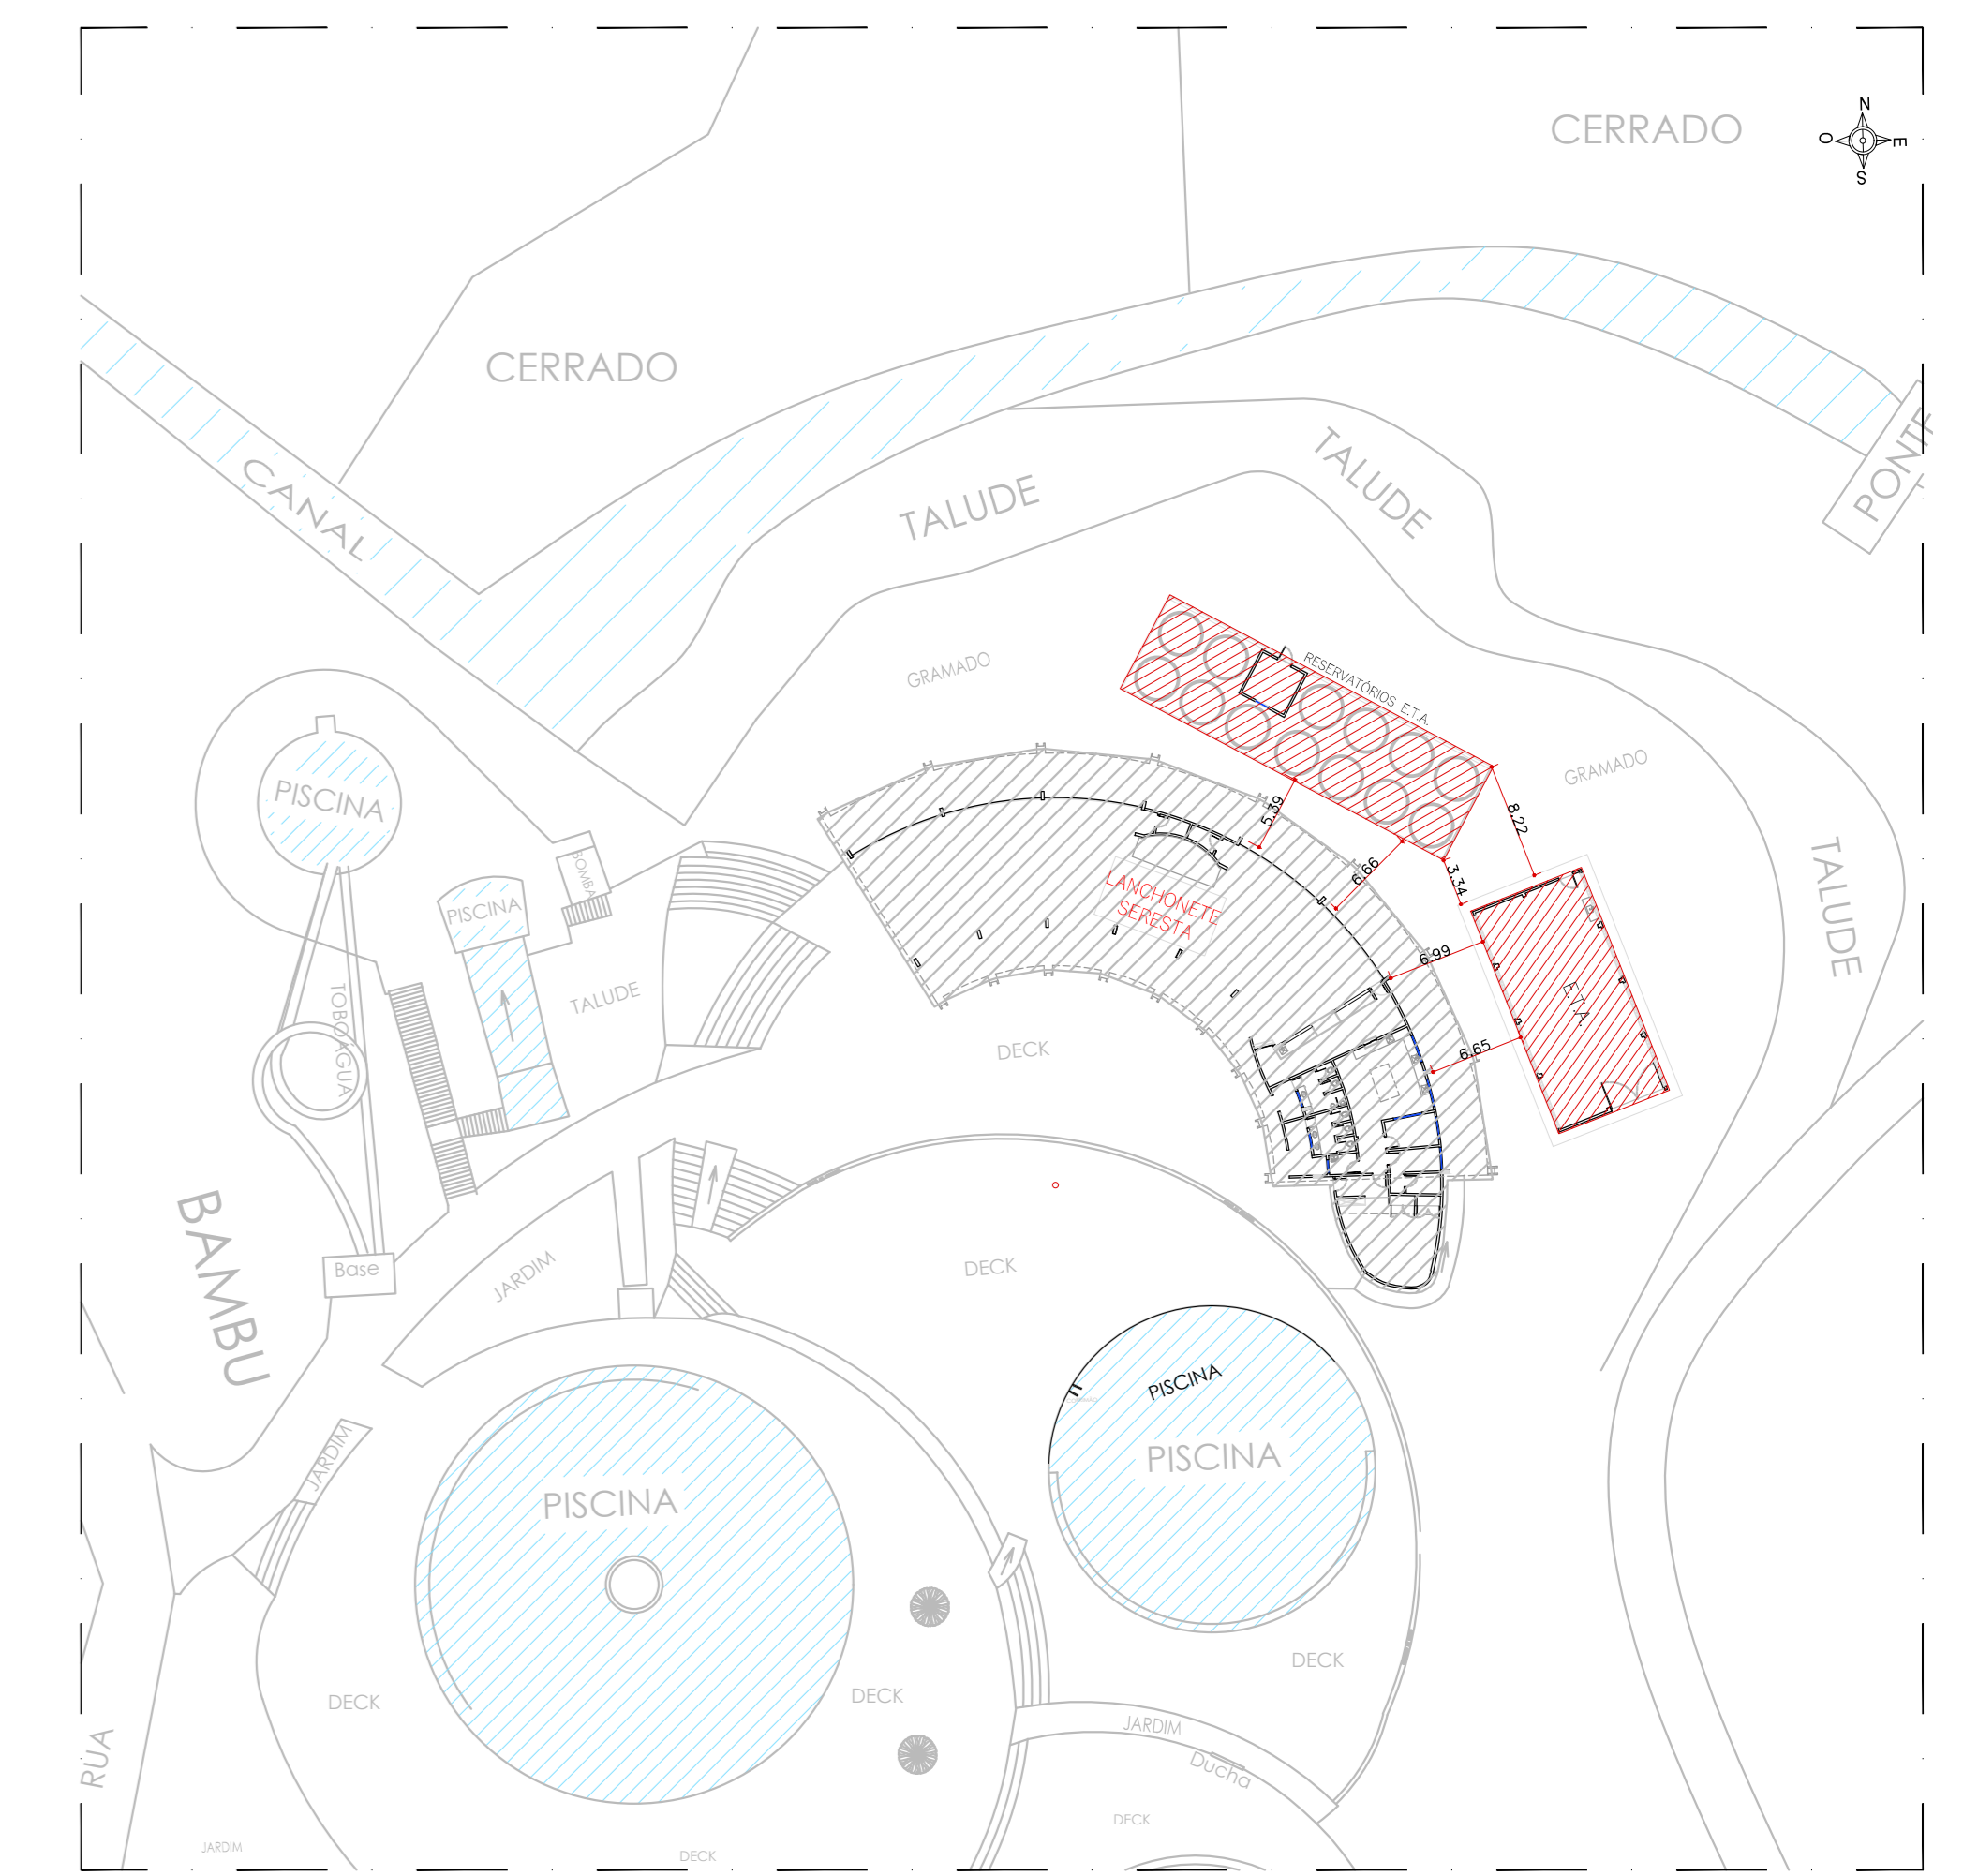 CERRADO
N
O
E
S
CERRADO
PONTE
TALUDE
CANAL
TALUDE
GRAMADO
RESERVATÓRIOS E.T.A.
GRAMADO
PISCINA
5.39
8.22
BOMBA
6.66
3.34
LANCHONETE
SERESTA
TALUDE
PISCINA
6.99
TALUDE
TOBOÁGUA
E.T.A.
DECK
6.65
BAMBU
Base
JARDIM
DECK
PISCINA
JARDIM
PISCINA
PISCINA
DECK
DECK
DECK
JARDIM
RUA
Ducha
DECK
JARDIM
DECK